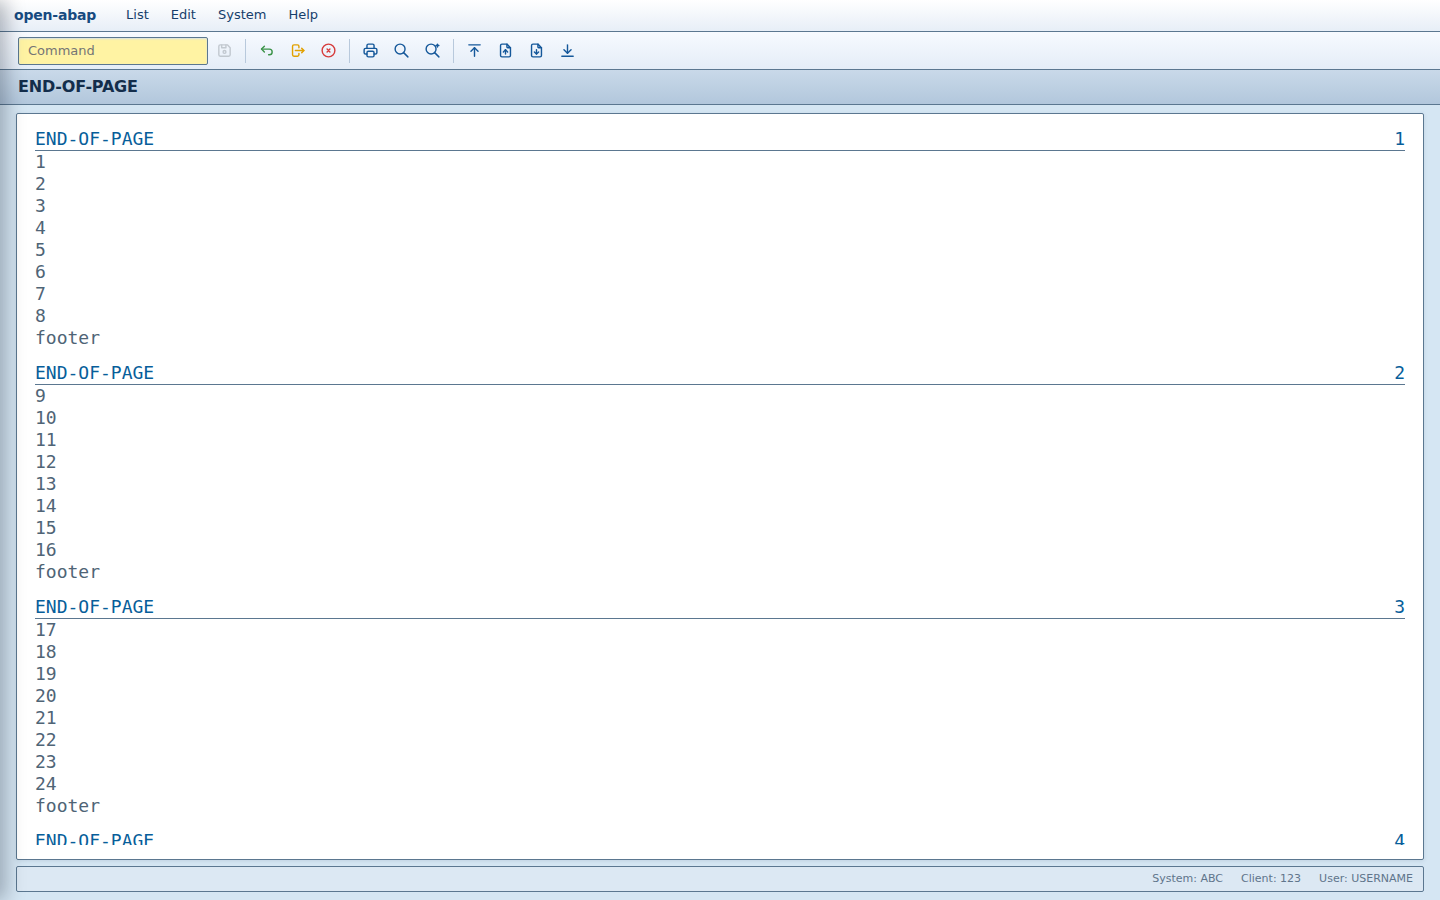 open-abap List Edit System Help
Command
END-OF-PAGE
END-OF-PAGE 1
1
2
3
4
5
6
7
8
footer
END-OF-PAGE 2
9
10
11
12
13
14
15
16
footer
END-OF-PAGE 3
17
18
19
20
21
22
23
24
footer
END-OF-PAGE 4
System: ABC Client: 123 User: USERNAME